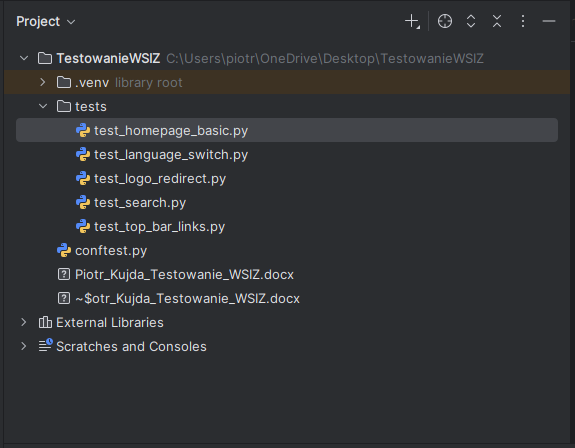 Project
TestowanieWSIZ C:\Users\piotr\OneDrive\Desktop\TestowanieWSIZ
.venv library root
tests
test_homepage_basic.py
test_language_switch.py
test_logo_redirect.py
test_search.py
test_top_bar_links.py
conftest.py
Piotr_Kujda_Testowanie_WSIZ.docx
~$otr_Kujda_Testowanie_WSIZ.docx
External Libraries
Scratches and Consoles